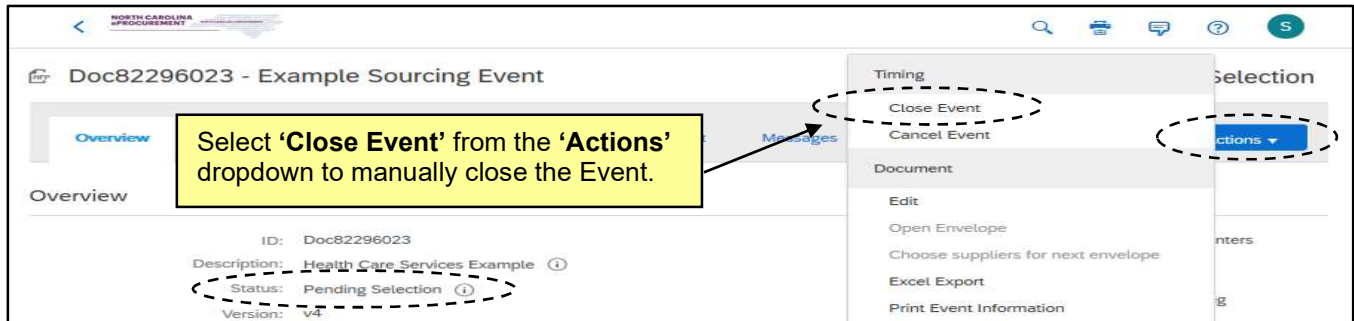 NORTH CAROLINA
ePROCUREMENT
S
Doc82296023 - Example Sourcing Event
Selection
Timing
Close Event
Cancel Event
Overview
Messages
Actions
Select ‘Close Event’ from the ‘Actions’
dropdown to manually close the Event.
Document
Overview
Edit
Open Envelope
ID: Doc82296023
Choose suppliers for next envelope
Description: Health Care Services Example
Excel Export
Status: Pending Selection
Print Event Information
Version: v4